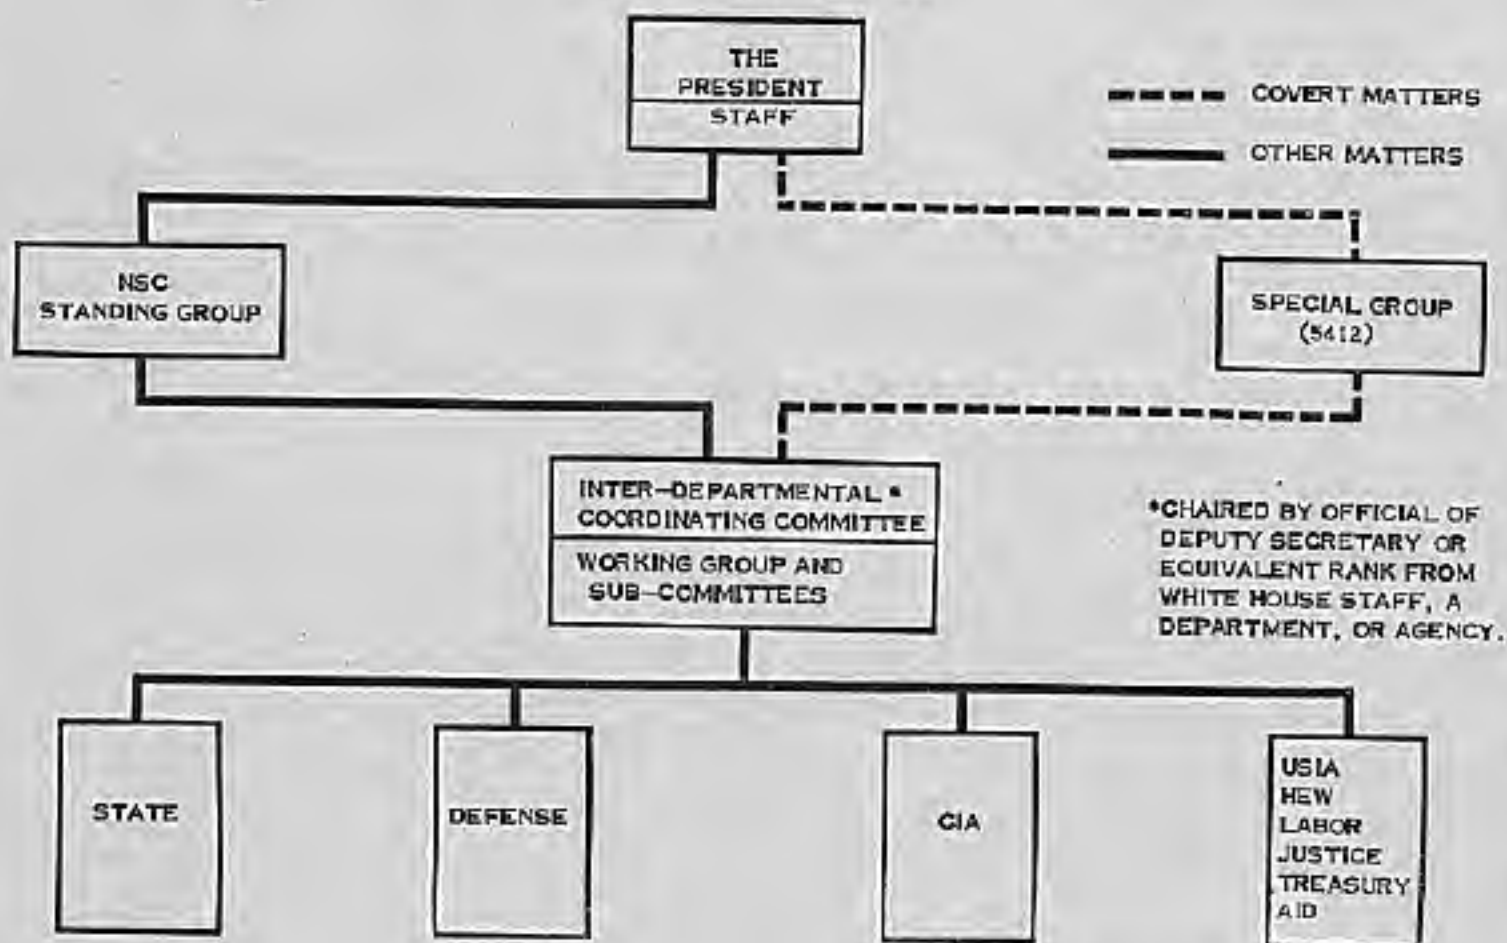 THE
PRESIDENT
STAFF
COVERT MATTERS
OTHER MATTERS
NSC
STANDING GROUP
SPECIAL GROUP
(5412)
INTER-DEPARTMENTAL *
COORDINATING COMMITTEE
WORKING GROUP AND
SUB-COMMITTEES
*CHAIRED BY OFFICIAL OF
DEPUTY SECRETARY OR
EQUIVALENT RANK FROM
WHITE HOUSE STAFF, A
DEPARTMENT, OR AGENCY.
STATE
DEFENSE
CIA
USIA
HEW
LABOR
JUSTICE
TREASURY
AID